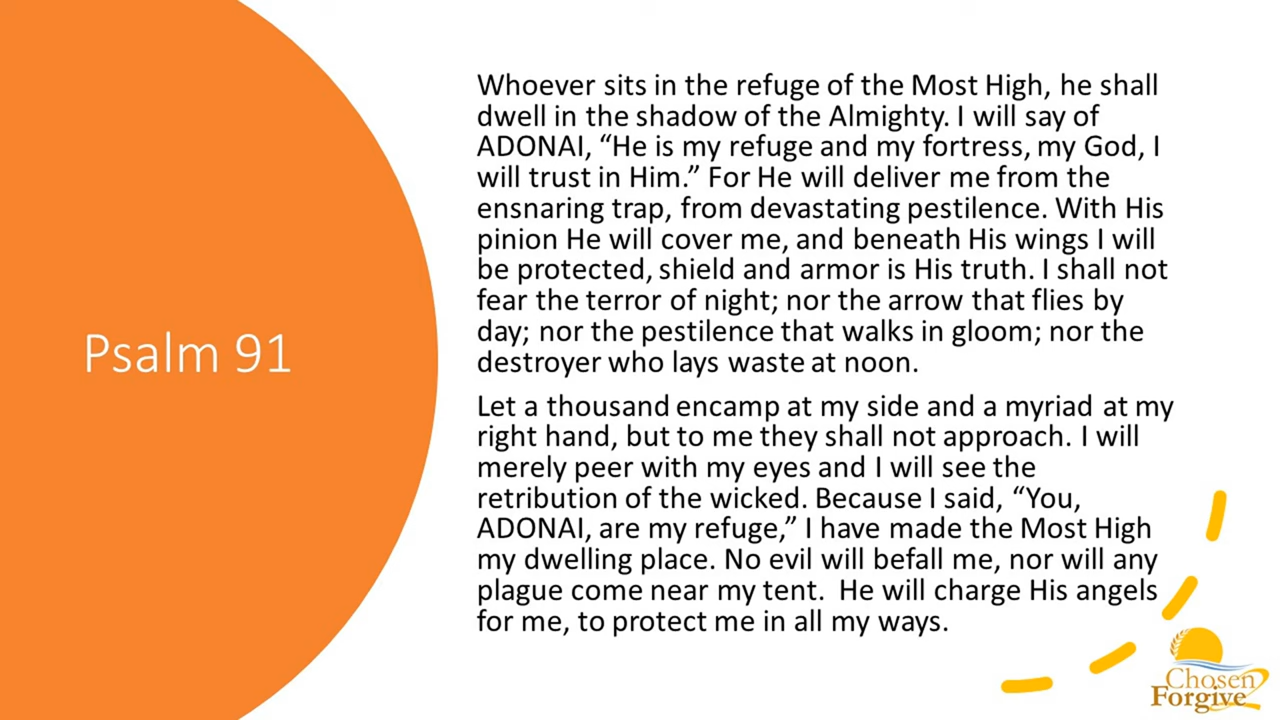 Psalm 91
Whoever sits in the refuge of the Most High, he shall
dwell in the shadow of the Almighty. I will say of
ADONAI, “He is my refuge and my fortress, my God, I
will trust in Him.” For He will deliver me from the
ensnaring trap, from devastating pestilence. With His
pinion He will cover me, and beneath His wings I will
be protected, shield and armor is His truth. I shall not
fear the terror of night; nor the arrow that flies by
day; nor the pestilence that walks in gloom; nor the
destroyer who lays waste at noon.
Let a thousand encamp at my side and a myriad at my
right hand, but to me they shall not approach. I will
merely peer with my eyes and I will see the
retribution of the wicked. Because I said, “You,
ADONAI, are my refuge,” I have made the Most High
my dwelling place. No evil will befall me, nor will any
plague come near my tent.  He will charge His angels
for me, to protect me in all my ways.
Chosen2
Forgive